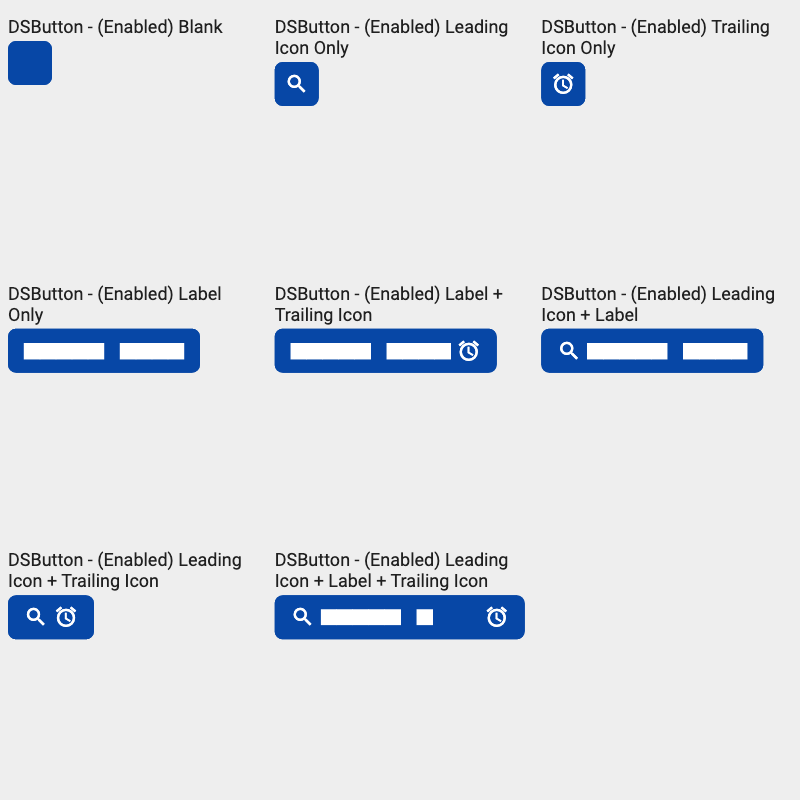 DSButton - (Enabled) Blank
DSButton - (Enabled) Leading
Icon Only
DSButton - (Enabled) Trailing
Icon Only
DSButton - (Enabled) Label
Only
DSButton - (Enabled) Label +
Trailing Icon
DSButton - (Enabled) Leading
Icon + Label
DSButton - (Enabled) Leading
Icon + Trailing Icon
DSButton - (Enabled) Leading
Icon + Label + Trailing Icon